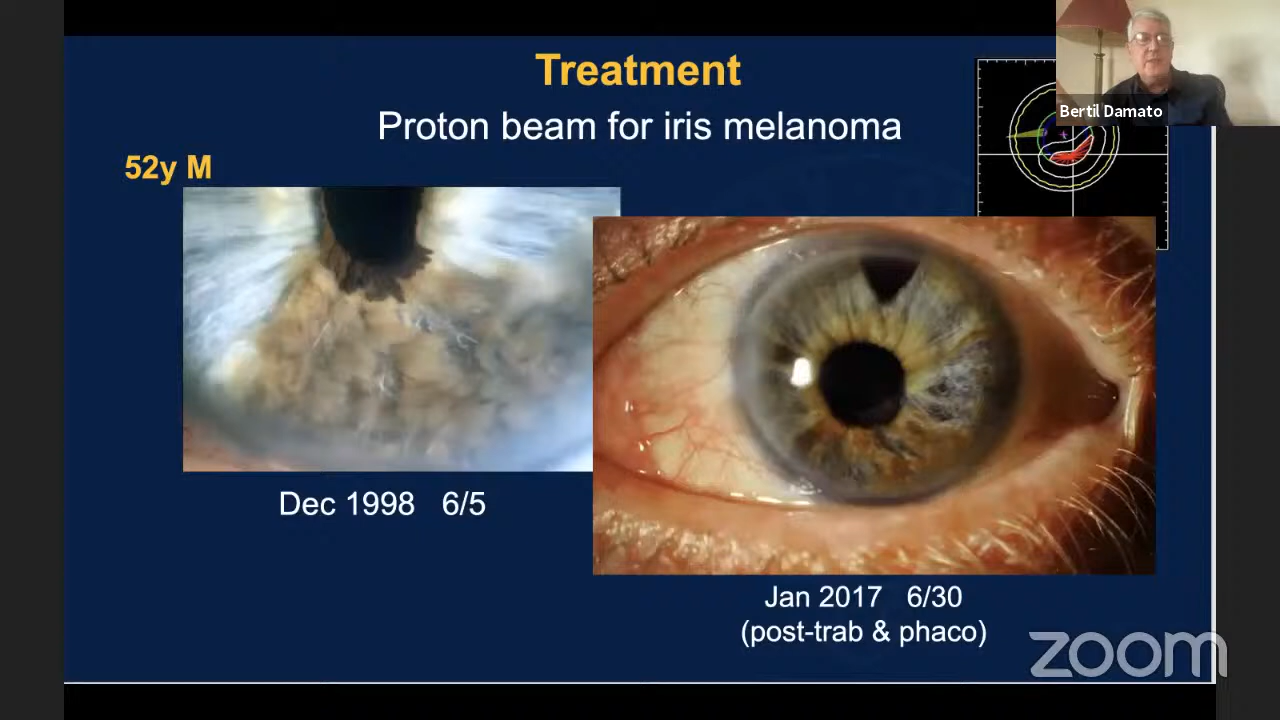 Treatment
Proton beam for iris melanoma
Bertil Damato
52y M
Dec 1998 6/5
Jan 2017 6/30
(post-trab & phaco)
zoom